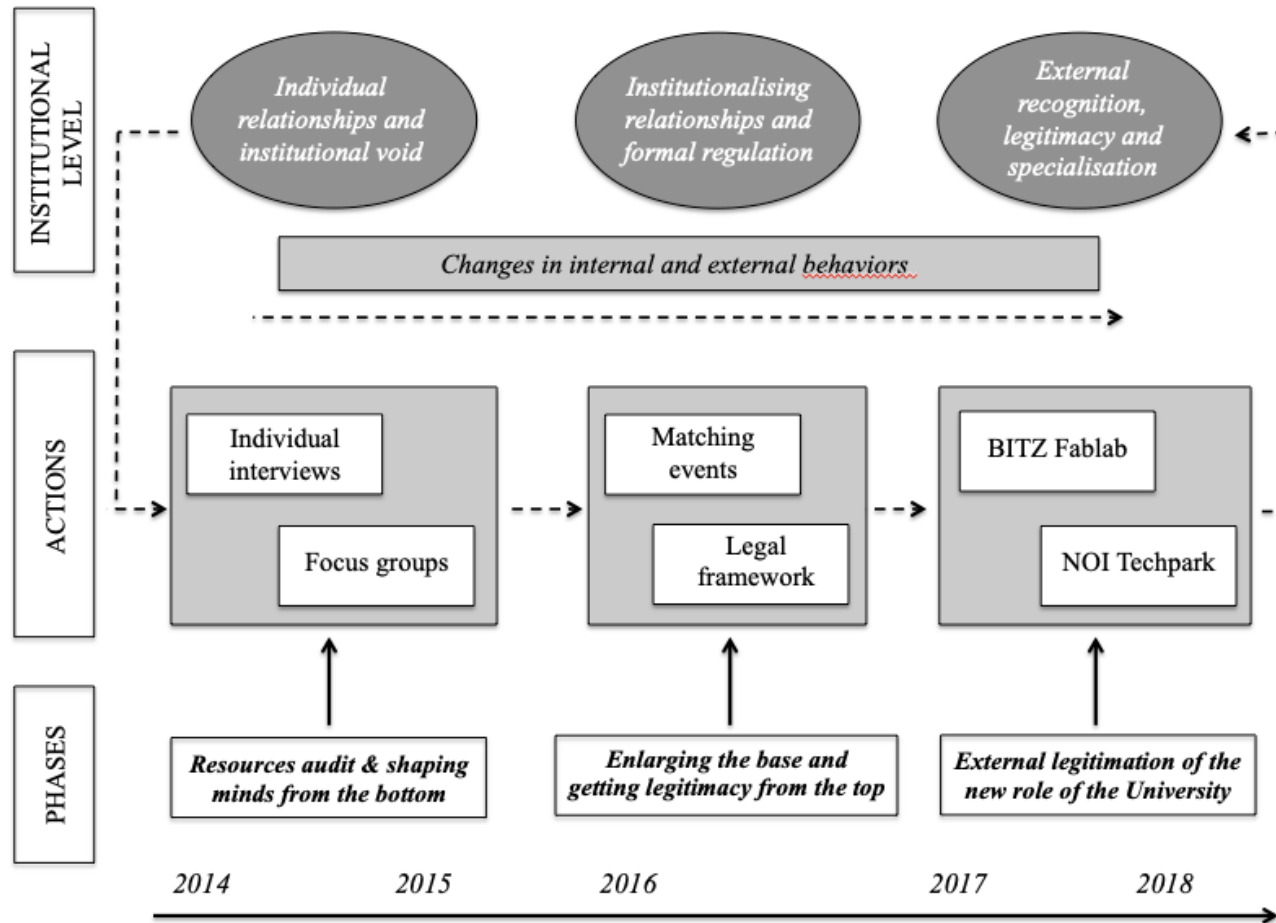 INSTITUTIONAL
LEVEL
Individual
relationships and
institutional void
Institutionalising
relationships and
formal regulation
External
recognition,
legitimacy and
specialisation
Changes in internal and external behaviors
ACTIONS
Individual
interviews
Focus groups
Matching
events
Legal
framework
BITZ Fablab
NOI Techpark
PHASES
Resources audit & shaping
minds from the bottom
Enlarging the base and
getting legitimacy from the top
External legitimation of the
new role of the University
2014 2015 2016 2017 2018